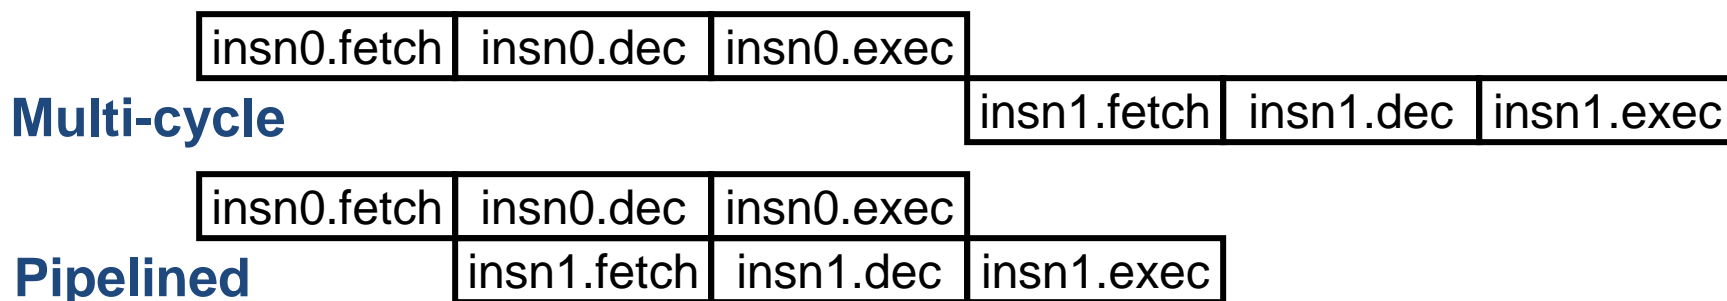 insn0.fetch insn0.dec insn0.exec
Multi-cycle insn1.fetch insn1.dec insn1.exec
insn0.fetch insn0.dec insn0.exec
Pipelined insn1.fetch insn1.dec insn1.exec